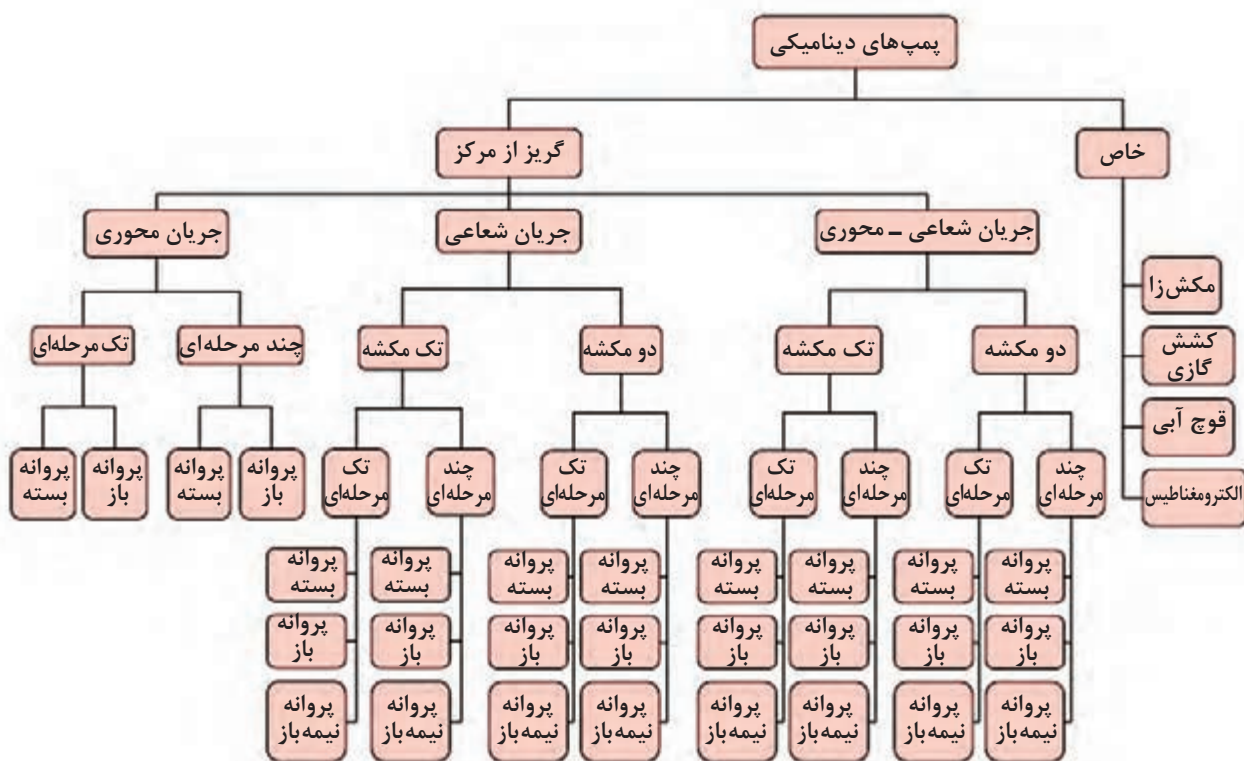 پمپ‌های دینامیکی
خاص
گریز از مرکز
جریان شعاعی ـ محوری
جریان شعاعی
جریان محوری
مکش‌زا
کشش
گازی
قوچ آبی
الکترومغناطیس
دو مکشه
تک مکشه
دو مکشه
تک مکشه
چند مرحله‌ای
تک‌مرحله‌ای
چند
مرحله‌ای
تک
مرحله‌ای
چند
مرحله‌ای
تک
مرحله‌ای
چند
مرحله‌ای
تک
مرحله‌ای
چند
مرحله‌ای
تک
مرحله‌ای
پروانه
باز
پروانه
بسته
پروانه
باز
پروانه
بسته
پروانه
بسته
پروانه
بسته
پروانه
بسته
پروانه
بسته
پروانه
بسته
پروانه
بسته
پروانه
بسته
پروانه
بسته
پروانه
باز
پروانه
باز
پروانه
باز
پروانه
باز
پروانه
باز
پروانه
باز
پروانه
باز
پروانه
باز
پروانه
نیمه‌باز
پروانه
نیمه‌باز
پروانه
نیمه‌باز
پروانه
نیمه‌باز
پروانه
نیمه‌باز
پروانه
نیمه‌باز
پروانه
نیمه‌باز
پروانه
نیمه‌باز